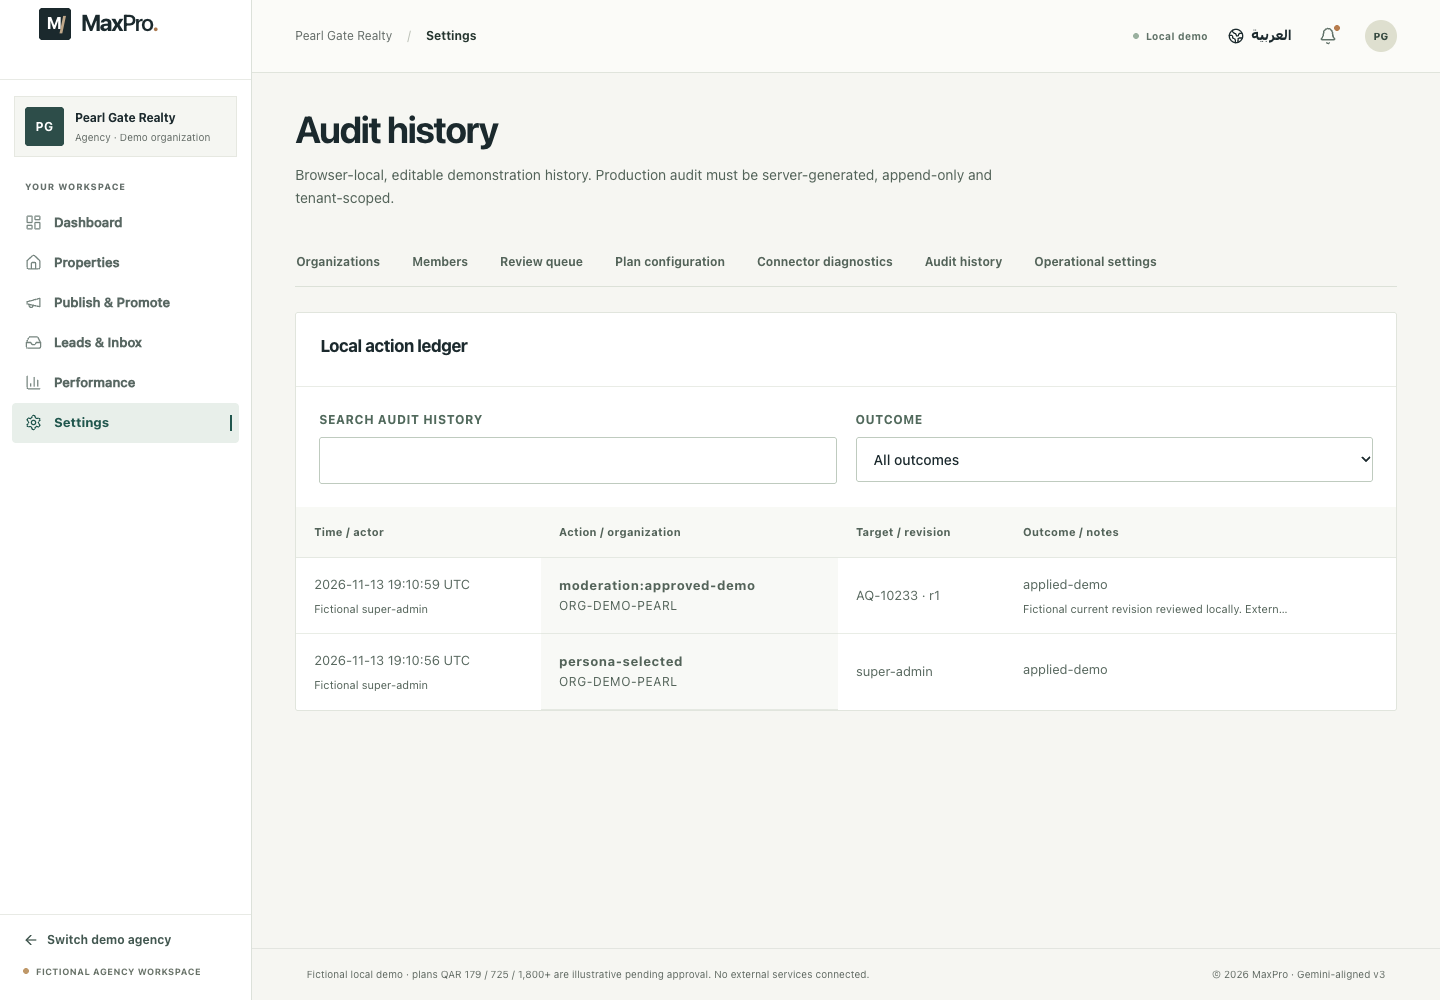 M/ MaxPro.
Pearl Gate Realty / Settings
Local demo
العربية
PG
PG
Pearl Gate Realty
Agency · Demo organization
YOUR WORKSPACE
Dashboard
Properties
Publish & Promote
Leads & Inbox
Performance
Settings
Switch demo agency
FICTIONAL AGENCY WORKSPACE
Audit history
Browser-local, editable demonstration history. Production audit must be server-generated, append-only and
tenant-scoped.
Organizations Members Review queue Plan configuration Connector diagnostics Audit history Operational settings
Local action ledger
SEARCH AUDIT HISTORY
OUTCOME
All outcomes
Time / actor Action / organization Target / revision Outcome / notes
2026-11-13 19:10:59 UTC
Fictional super-admin
moderation:approved-demo
ORG-DEMO-PEARL
AQ-10233 · r1
applied-demo
Fictional current revision reviewed locally. Extern...
2026-11-13 19:10:56 UTC
Fictional super-admin
persona-selected
ORG-DEMO-PEARL
super-admin
applied-demo
Fictional local demo · plans QAR 179 / 725 / 1,800+ are illustrative pending approval. No external services connected.
© 2026 MaxPro · Gemini-aligned v3